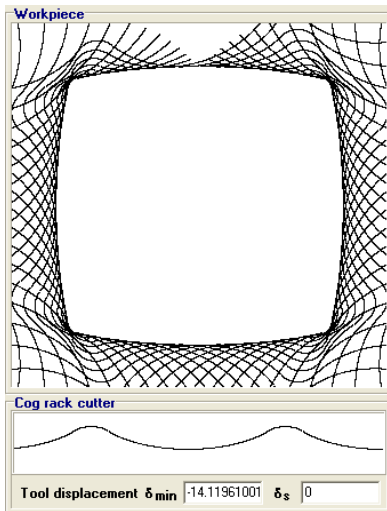 Workpiece
Cog rack cutter
Tool displacement δmin -14.11961001 δs 0